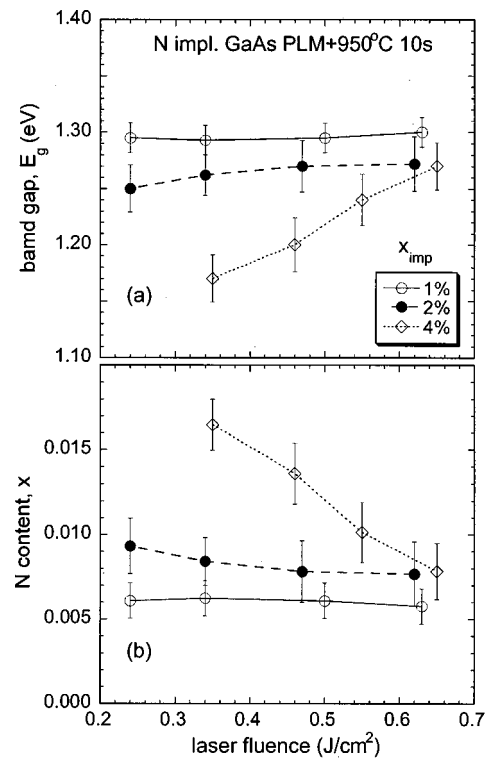 N impl. GaAs PLM+950°C 10s
1.40
1.30
1.20
1.10
bamd gap, E_g (eV)
(a)
x_imp
1%
2%
4%
0.015
0.010
0.005
0.000
N content, x
(b)
0.2 0.3 0.4 0.5 0.6 0.7
laser fluence (J/cm²)